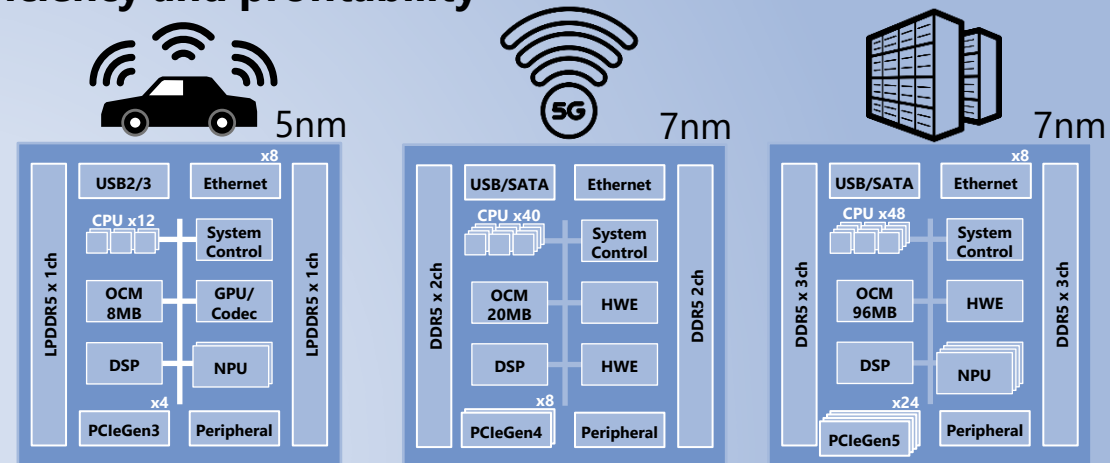 ciency and profitability
5nm
x8
USB2/3
Ethernet
CPU x12
System
Control
LPDDR5 x 1ch
OCM
8MB
GPU/
Codec
LPDDR5 x 1ch
DSP
NPU
x4
PCIeGen3
Peripheral
5G
7nm
USB/SATA
Ethernet
CPU x40
System
Control
DDR5 x 2ch
OCM
20MB
HWE
DDR5 2ch
DSP
HWE
x8
PCIeGen4
Peripheral
7nm
x8
USB/SATA
Ethernet
CPU x48
System
Control
DDR5 x 3ch
OCM
96MB
HWE
DDR5 x 3ch
DSP
NPU
x24
PCIeGen5
Peripheral